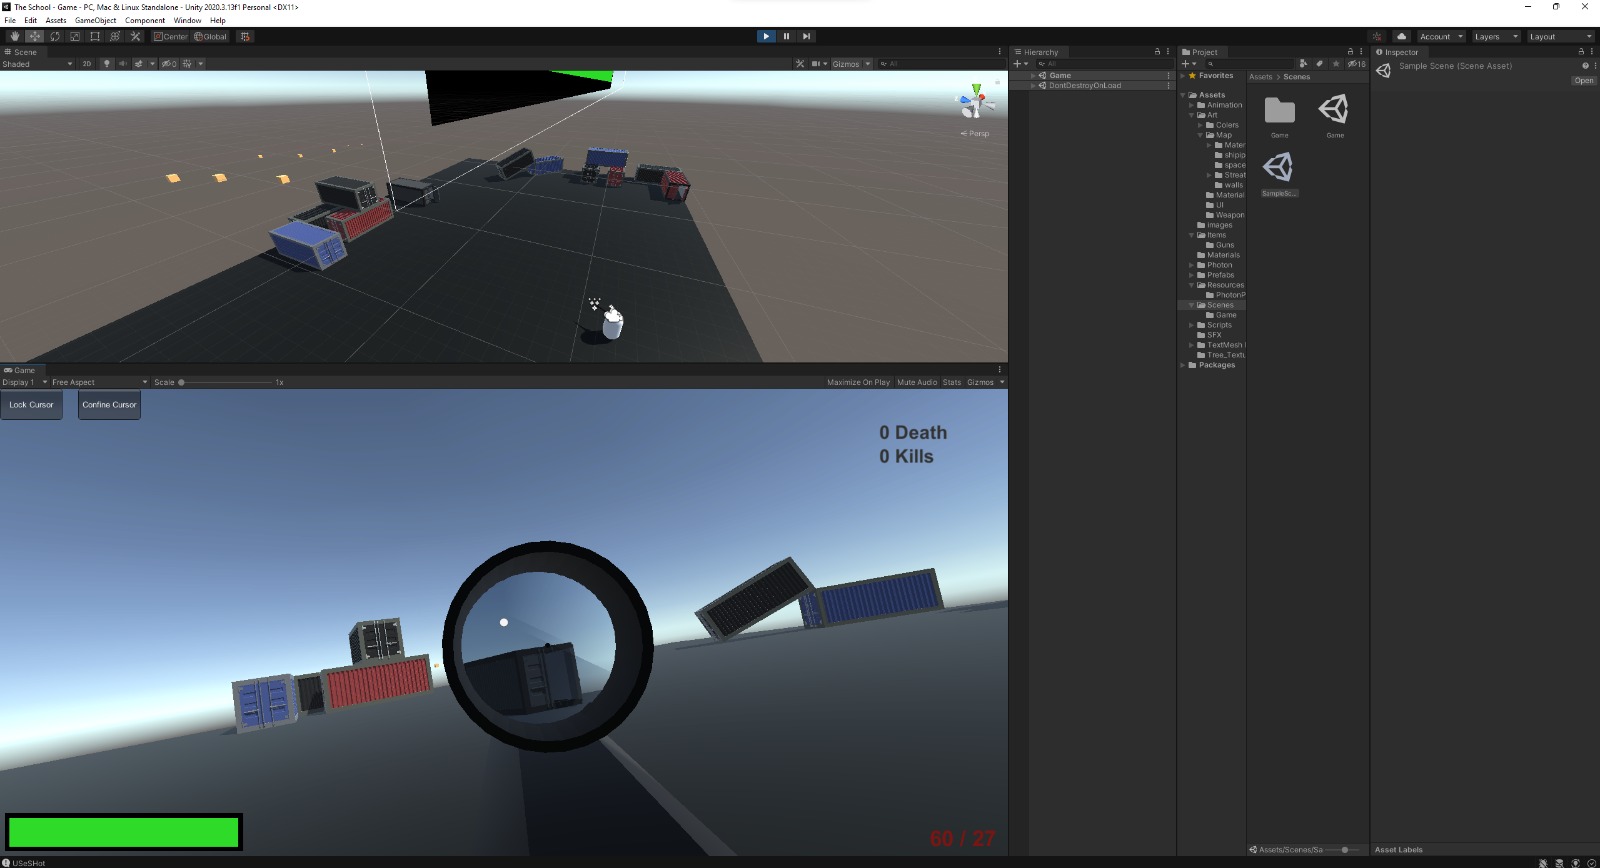 The School - Game - PC, Mac & Linux Standalone - Unity 2020.3.13f1 Personal <DX11>
File Edit Assets GameObject Component Window Help
Center Global
Account Layers Layout
Scene
Shaded 2D 0 Gizmos All
Persp
Game
Display 1 Free Aspect Scale 1x Maximize On Play Mute Audio Stats Gizmos
Lock Cursor Confine Cursor
0 Death
0 Kills
60 / 27
USeSHot
Hierarchy
All
Game
DontDestroyOnLoad
Project
16
Favorites
Assets
Animation
Art
Colers
Map
Mater
shipip
space
Streat
walls
Material
UI
Weapon
Images
Items
Guns
Materials
Photon
Prefabs
Resources
PhotonP
Scenes
Game
Scripts
SFX
TextMesh
Tree_Textu
Packages
Assets > Scenes
Game
Game
SampleSc...
Assets/Scenes/Sa
Inspector
Sample Scene (Scene Asset)
Open
Asset Labels